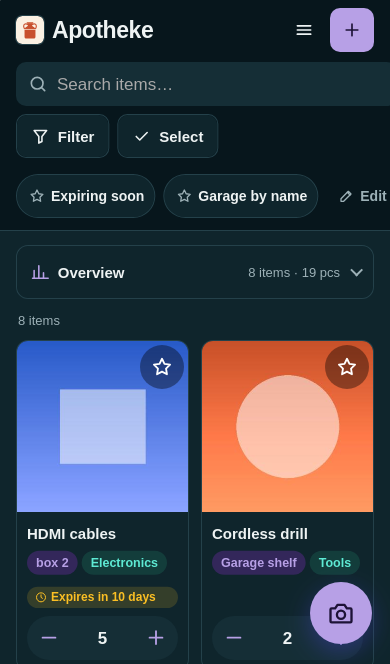 Apotheke
Search items…
Filter
Select
Expiring soon
Garage by name
Edit
Overview
8 items · 19 pcs
8 items
HDMI cables
box 2
Electronics
Expires in 10 days
5
Cordless drill
Garage shelf
Tools
2